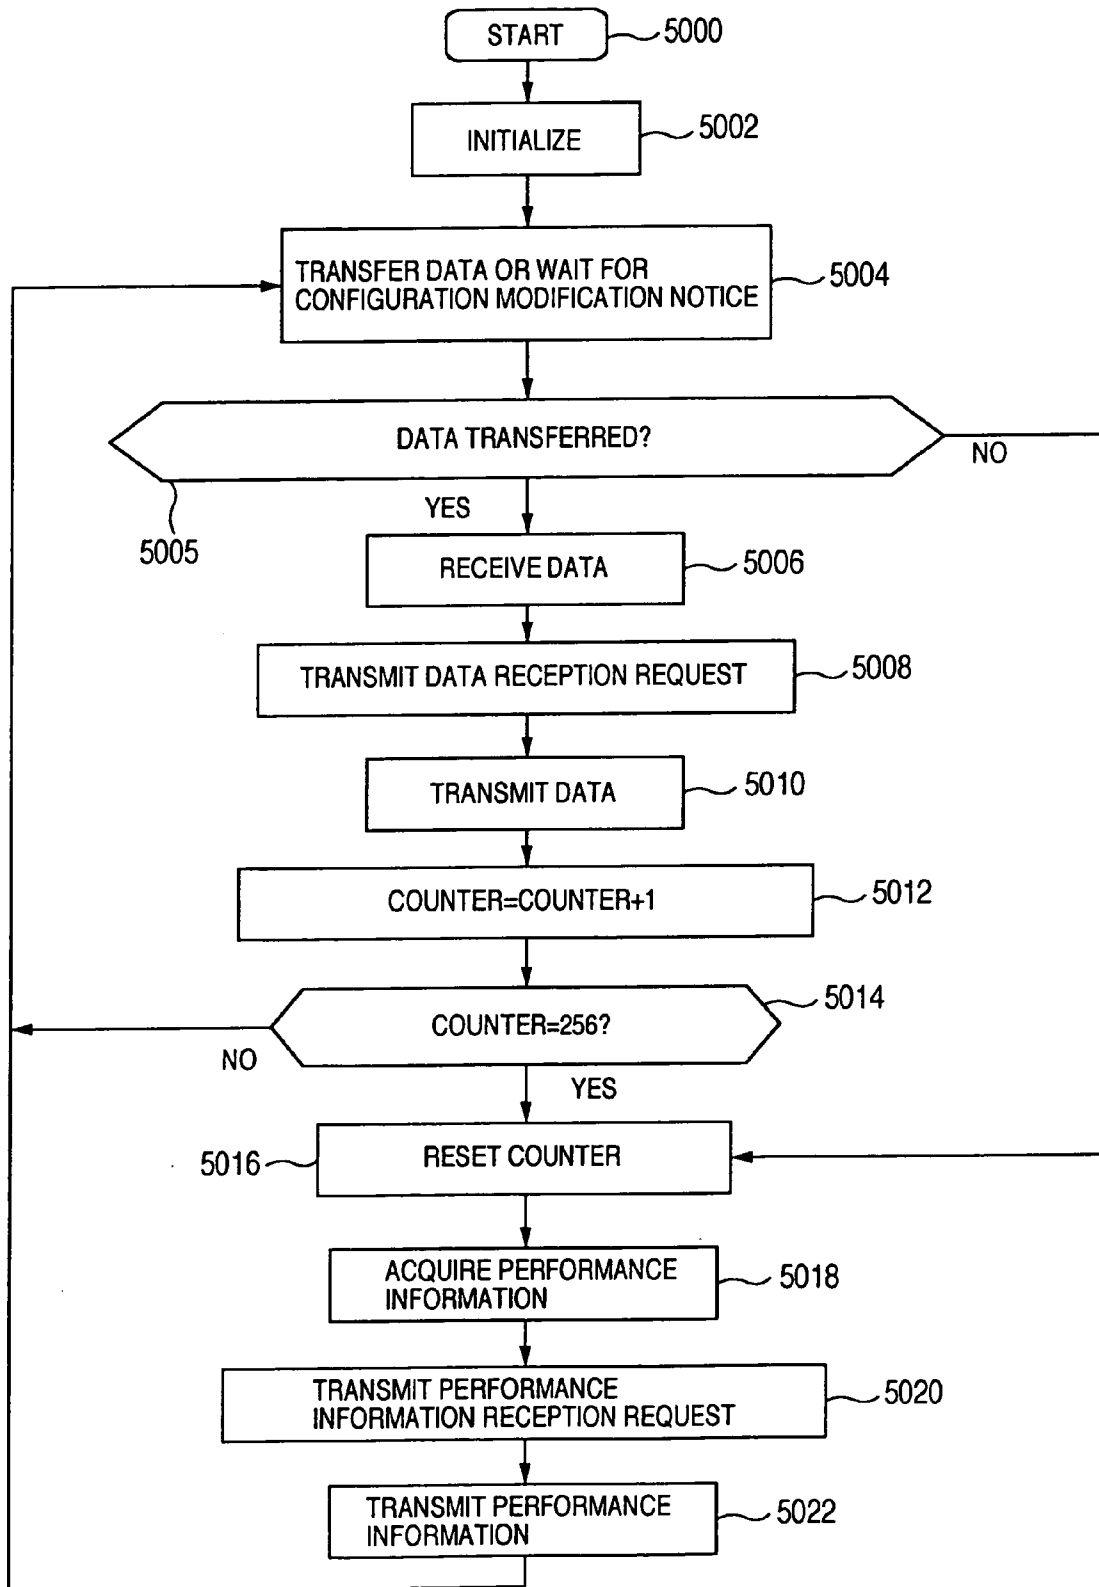 START
5000
INITIALIZE
5002
TRANSFER DATA OR WAIT FOR
CONFIGURATION MODIFICATION NOTICE
5004
DATA TRANSFERRED?
NO
5005
YES
RECEIVE DATA
5006
TRANSMIT DATA RECEPTION REQUEST
5008
TRANSMIT DATA
5010
COUNTER=COUNTER+1
5012
COUNTER=256?
5014
NO
YES
5016
RESET COUNTER
ACQUIRE PERFORMANCE
INFORMATION
5018
TRANSMIT PERFORMANCE
INFORMATION RECEPTION REQUEST
5020
TRANSMIT PERFORMANCE
INFORMATION
5022